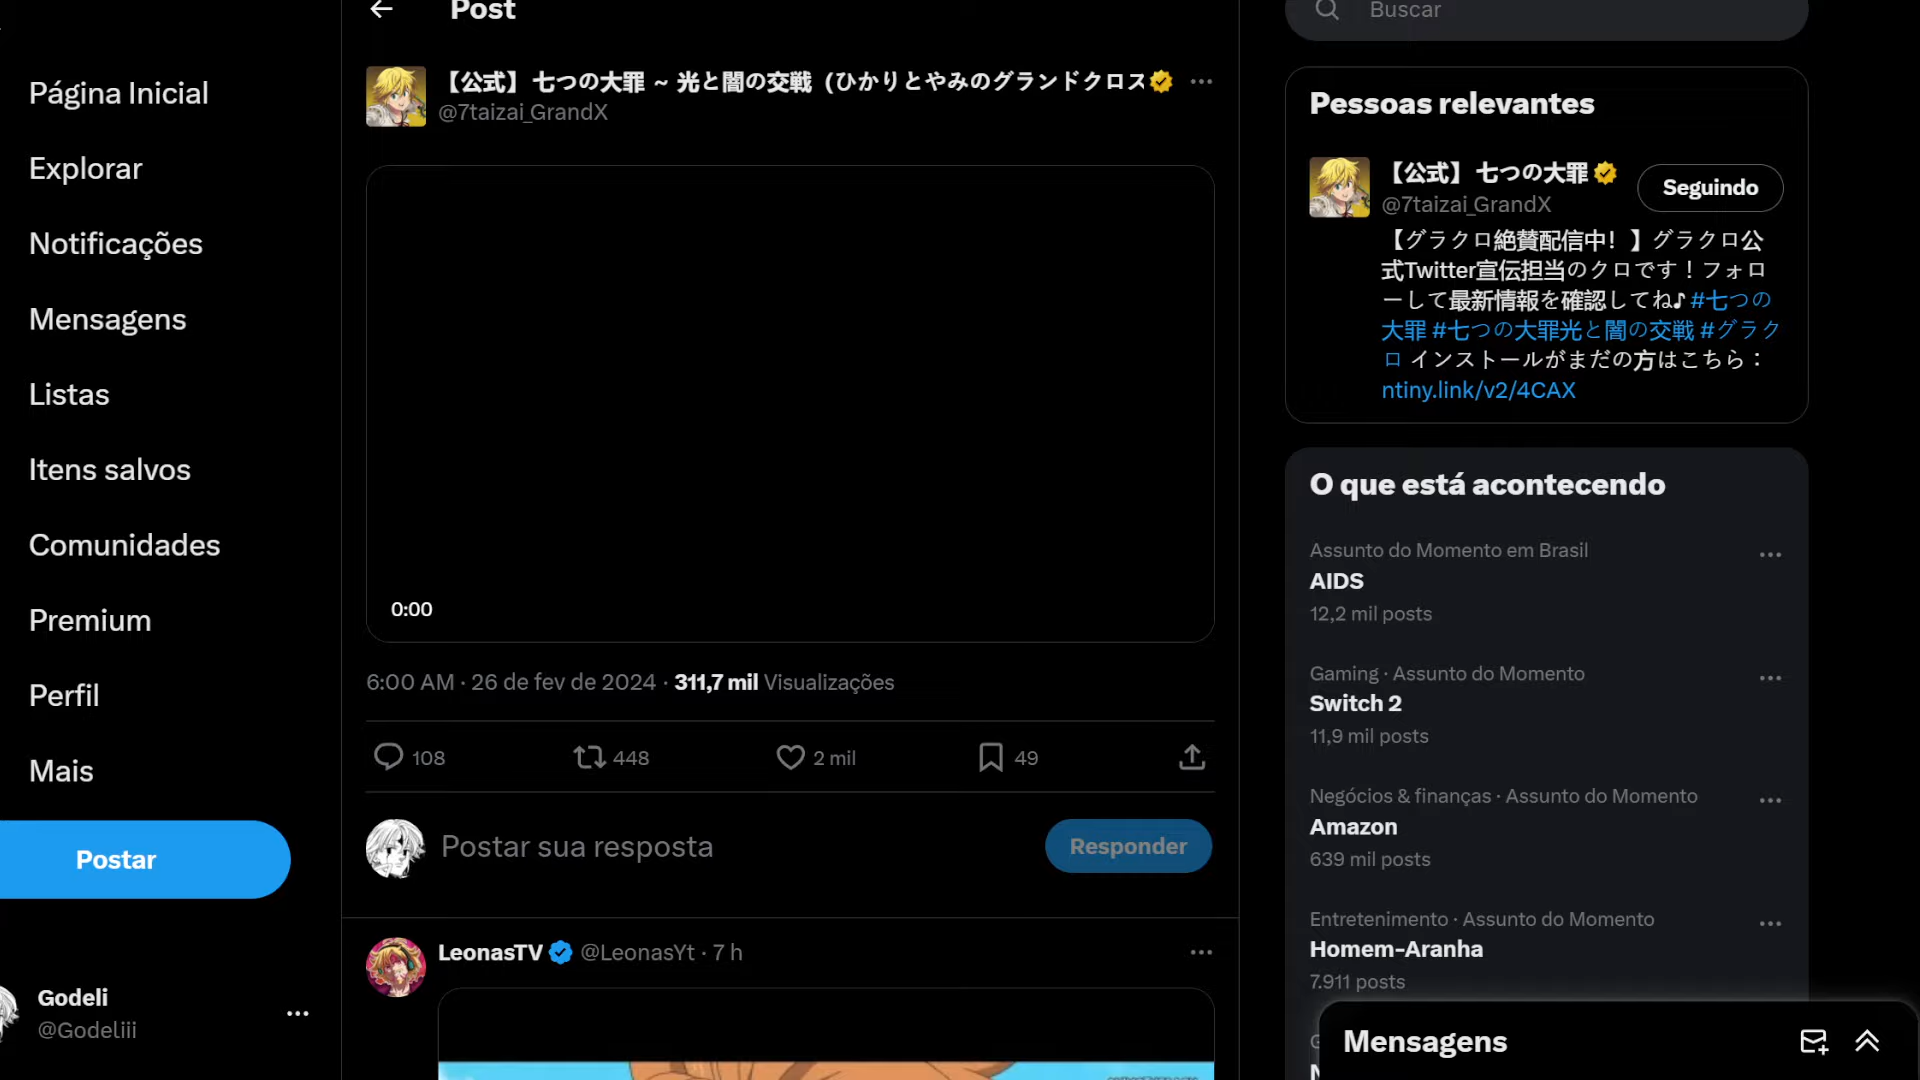 Post
Buscar
Página Inicial
Explorar
Notificações
Mensagens
Listas
Itens salvos
Comunidades
Premium
Perfil
Mais
Postar
Godeli
@Godeliii
【公式】七つの大罪 ~ 光と闇の交戦（ひかりとやみのグランドクロス
@7taizai_GrandX
0:00
6:00 AM · 26 de fev de 2024 · 311,7 mil Visualizações
108 448 2 mil 49
Postar sua resposta
Responder
LeonasTV @LeonasYt · 7 h
Pessoas relevantes
【公式】七つの大罪
@7taizai_GrandX
Seguindo
【グラクロ絶賛配信中！】グラクロ公
式Twitter宣伝担当のクロです！フォロ
ーして最新情報を確認してね♪ #七つの
大罪 #七つの大罪光と闇の交戦 #グラク
ロ インストールがまだの方はこちら：
ntiny.link/v2/4CAX
O que está acontecendo
Assunto do Momento em Brasil
AIDS
12,2 mil posts
Gaming · Assunto do Momento
Switch 2
11,9 mil posts
Negócios & finanças · Assunto do Momento
Amazon
639 mil posts
Entretenimento · Assunto do Momento
Homem-Aranha
7.911 posts
Mensagens